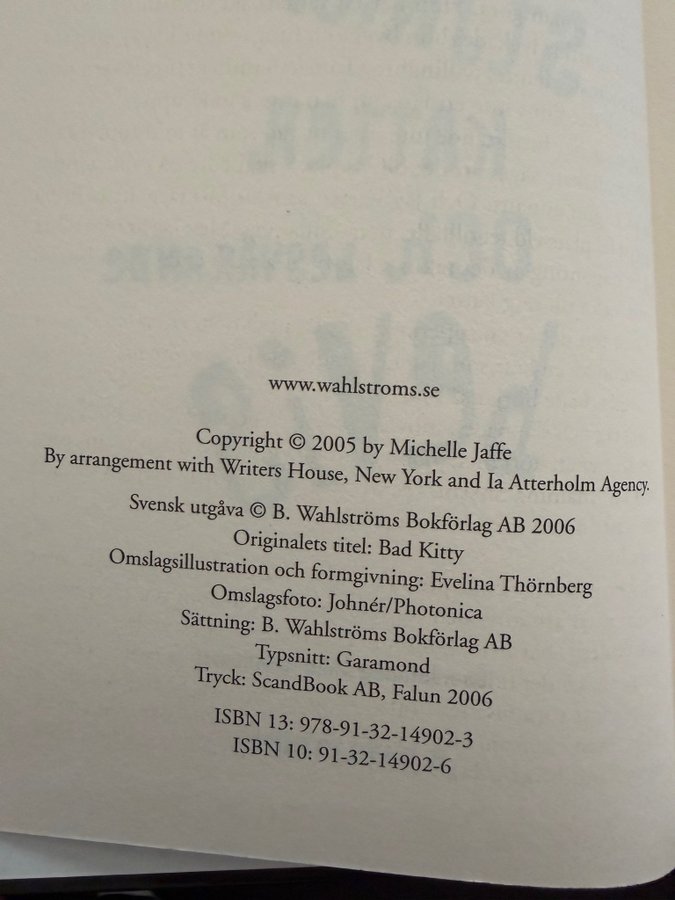 www.wahlstroms.se
Copyright © 2005 by Michelle Jaffe
By arrangement with Writers House, New York and Ia Atterholm Agency.
Svensk utgåva © B. Wahlströms Bokförlag AB 2006
Originalets titel: Bad Kitty
Omslagsillustration och formgivning: Evelina Thörnberg
Omslagsfoto: Johnér/Photonica
Sättning: B. Wahlströms Bokförlag AB
Typsnitt: Garamond
Tryck: ScandBook AB, Falun 2006
ISBN 13: 978-91-32-14902-3
ISBN 10: 91-32-14902-6